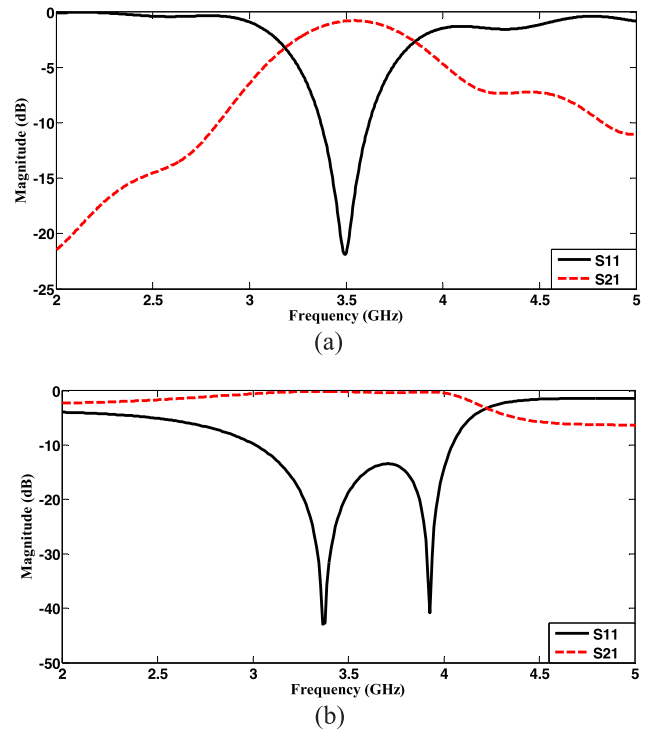 0
-5
-10
-15
-20
-25
Magnitude (dB)
2 2.5 3 3.5 4 4.5 5
Frequency (GHz)
S11
S21
(a)
0
-10
-20
-30
-40
-50
Magnitude (dB)
2 2.5 3 3.5 4 4.5 5
Frequency (GHz)
S11
S21
(b)